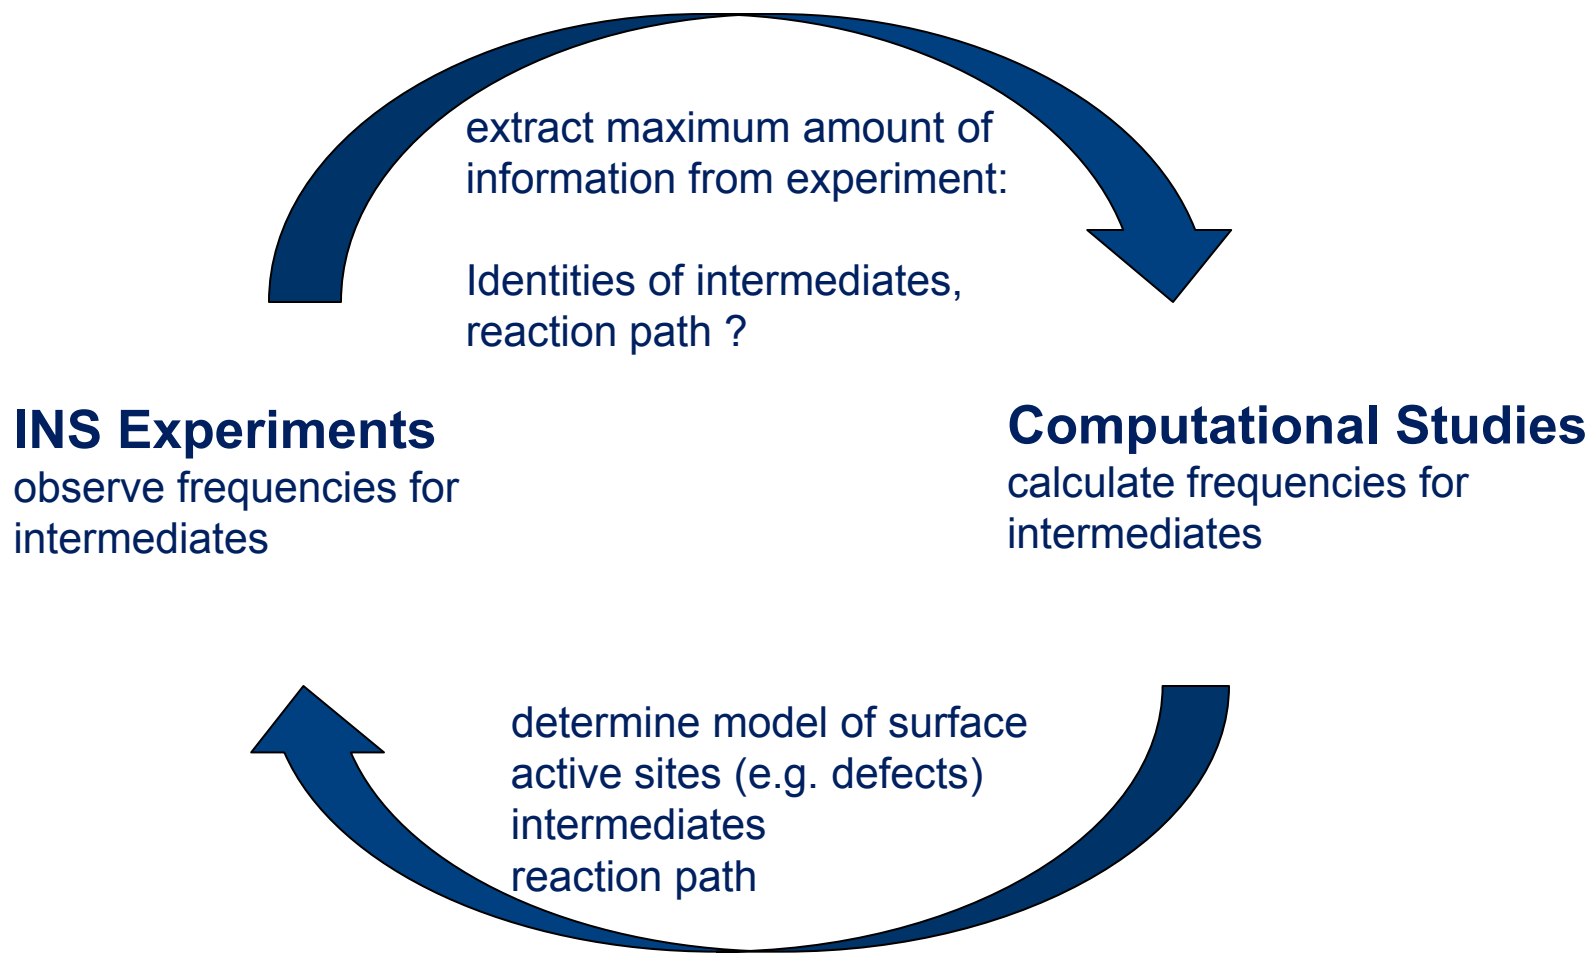 extract maximum amount of
information from experiment:
Identities of intermediates,
reaction path ?
INS Experiments
observe frequencies for
intermediates
Computational Studies
calculate frequencies for
intermediates
determine model of surface
active sites (e.g. defects)
intermediates
reaction path